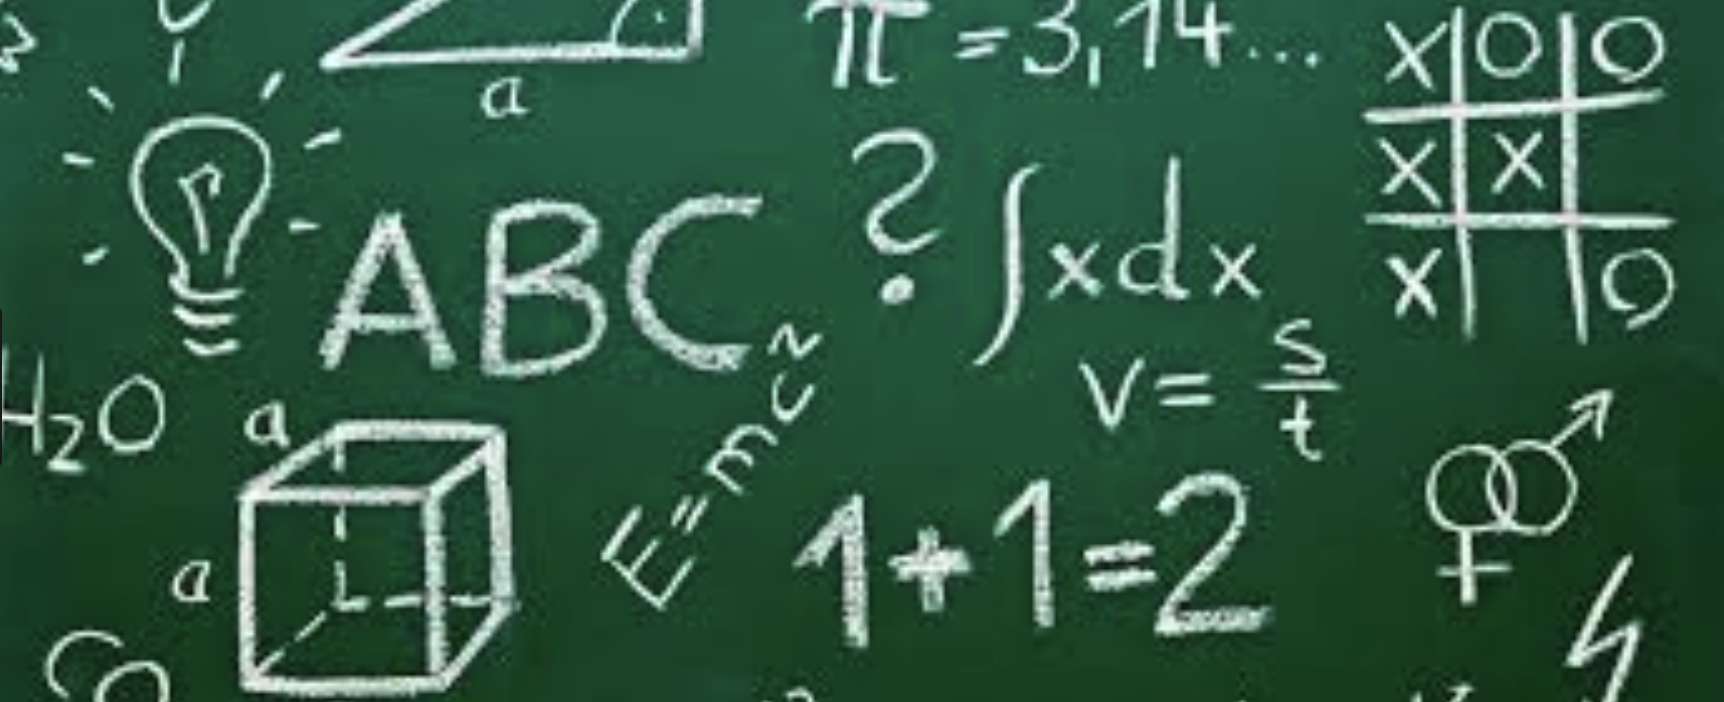 a
π = 3,14...
X O O
X X
X O
ABC
?
∫xdx
v = s/t
H₂O
a
a
E=mc²
1+1=2